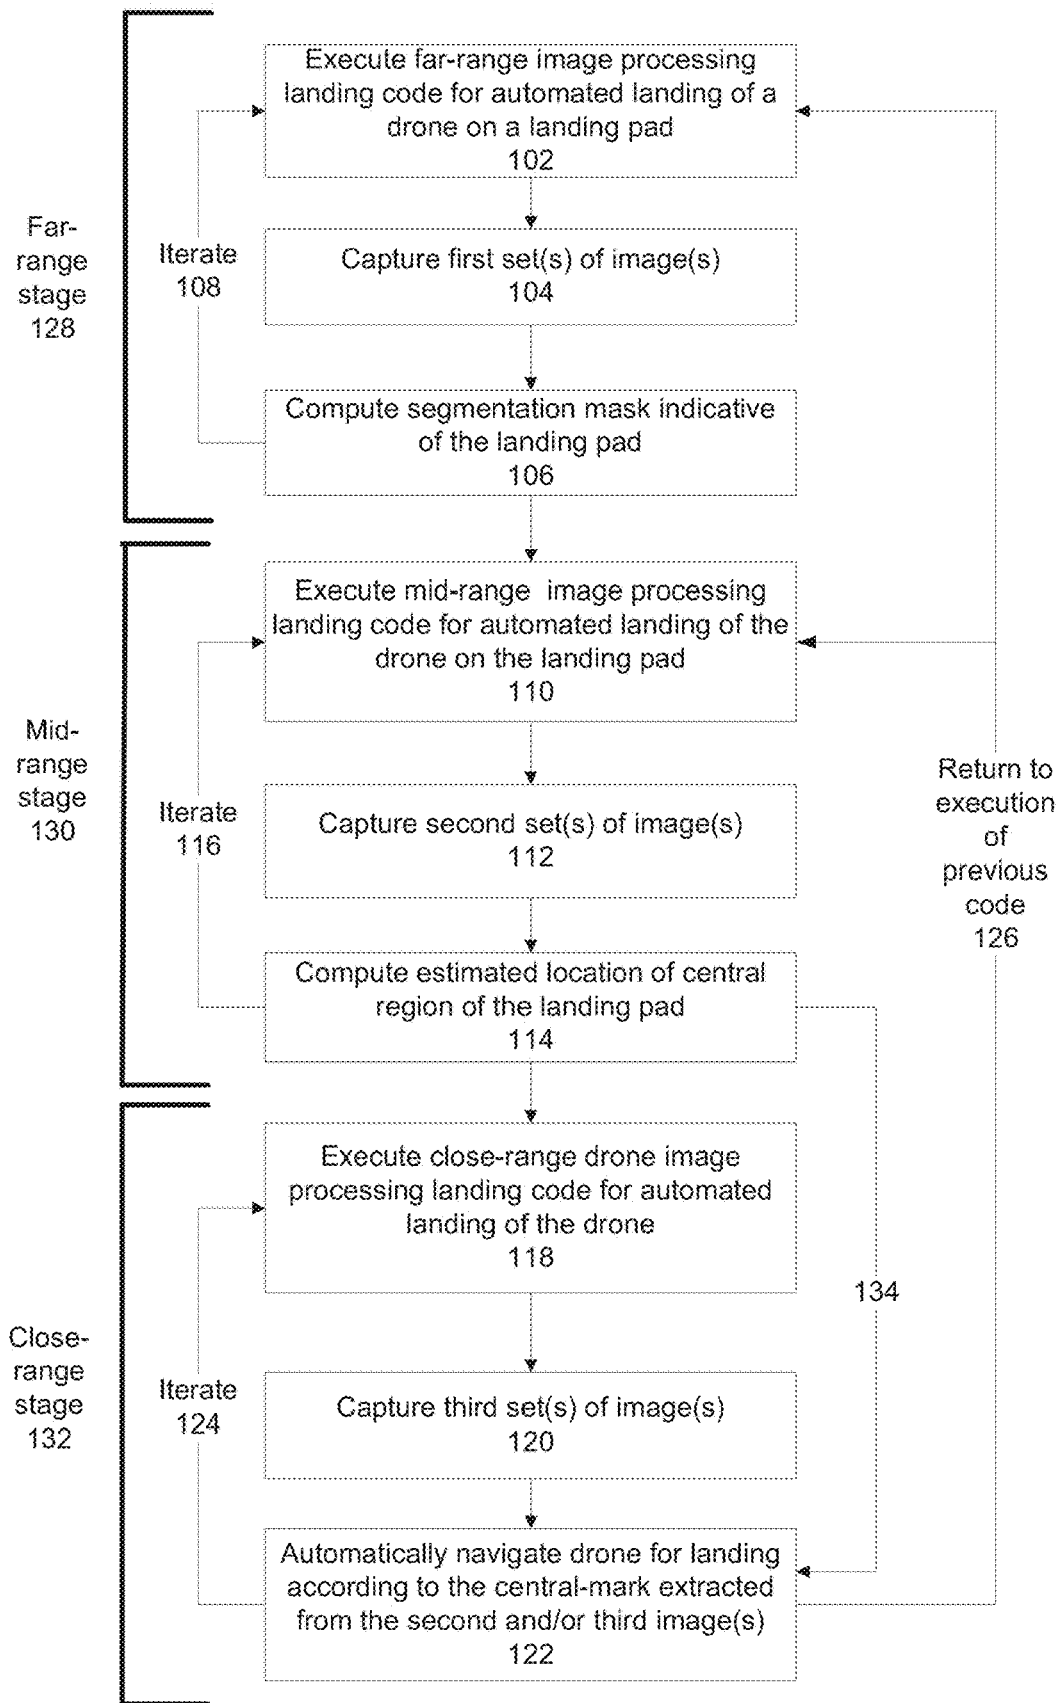 Execute far-range image processing
landing code for automated landing of a
drone on a landing pad
102
Far-
range
stage
128
Iterate
108
Capture first set(s) of image(s)
104
Compute segmentation mask indicative
of the landing pad
106
Execute mid-range image processing
landing code for automated landing of the
drone on the landing pad
110
Mid-
range
stage
130
Iterate
116
Capture second set(s) of image(s)
112
Return to
execution
of
previous
code
126
Compute estimated location of central
region of the landing pad
114
Execute close-range drone image
processing landing code for automated
landing of the drone
118
134
Close-
range
stage
132
Iterate
124
Capture third set(s) of image(s)
120
Automatically navigate drone for landing
according to the central-mark extracted
from the second and/or third image(s)
122